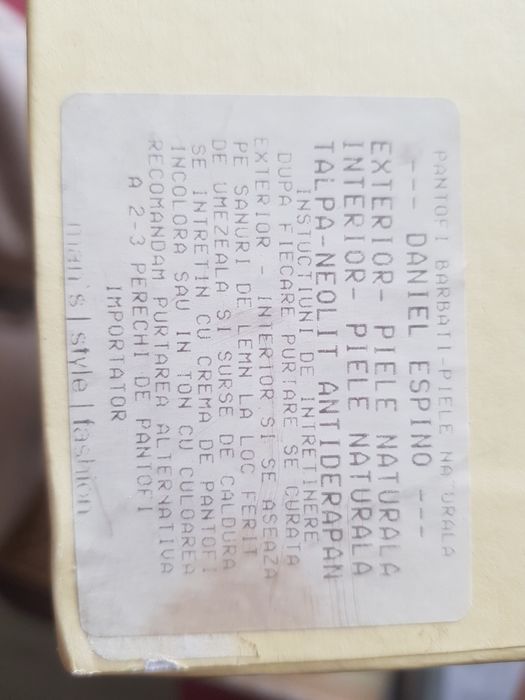 PANTOFI BARBATI-PIELE NATURALA
--- DANIEL ESPINO ---
EXTERIOR- PIELE NATURALA
INTERIOR- PIELE NATURALA
TALPA-NEOLIT ANTIDERAPAN
INSTUCTIUNI DE INTRETINERE
DUPA FIECARE PURTARE SE CURATA
EXTERIOR - INTERIOR SI SE ASEAZA
PE SANURI DE LEMN LA LOC FERIT
DE UMEZEALA SI SURSE DE CALDURA
SE INTRETIN CU CREMA DE PANTOFI
INCOLORA SAU IN TON CU CULOAREA
RECOMANDAM PURTAREA ALTERNATIVA
A 2-3 PERECHI DE PANTOFI
IMPORTATOR
man's | style | fashion